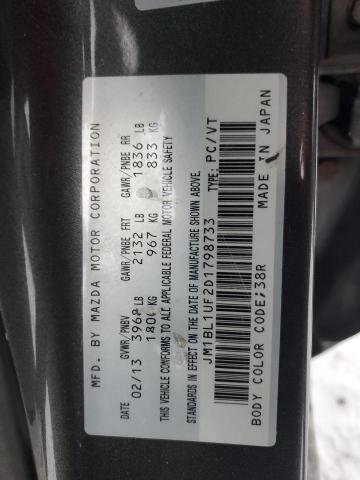 MFD. BY MAZDA MOTOR CORPORATION
DATE GVWR/PNBV GAWR/PNBE FRT GAWR/PNBE RR
02/13 3968 LB 2132 LB 1836 LB
1800 KG 967 KG 833 KG
THIS VEHICLE CONFORMS TO ALL APPLICABLE FEDERAL MOTOR VEHICLE SAFETY
STANDARDS IN EFFECT ON THE DATE OF MANUFACTURE SHOWN ABOVE.
JM1BL1UF2D1798733 TYPE: PC/VT
BODY COLOR CODE;38R MADE IN JAPAN